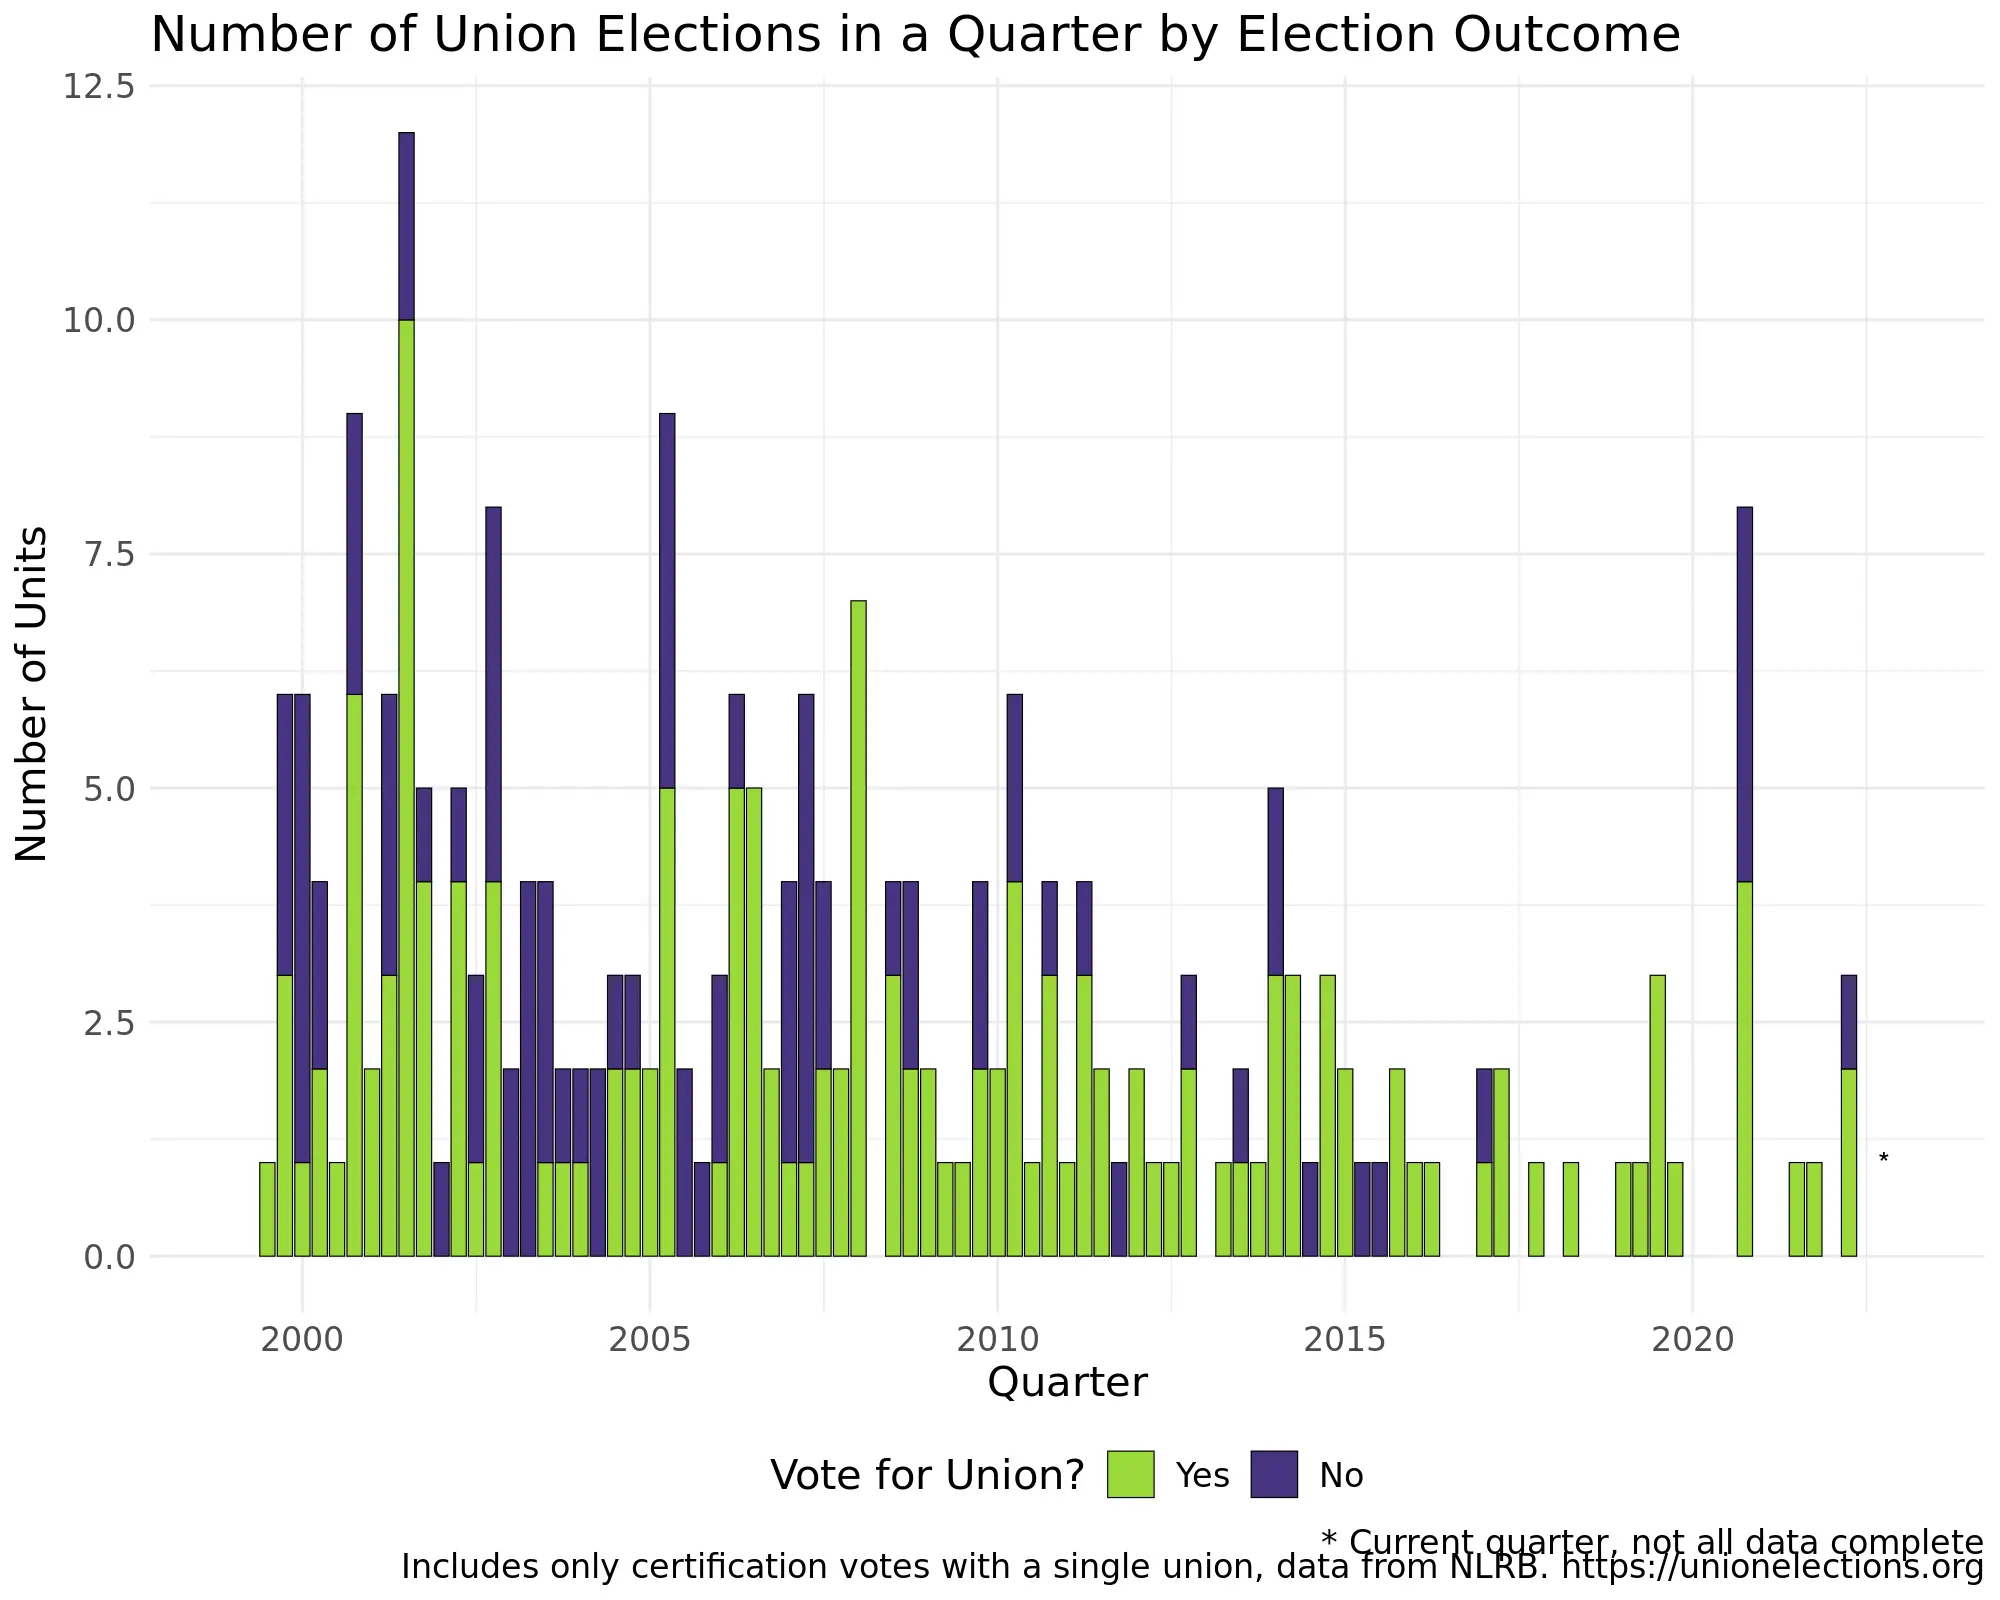 Number of Union Elections in a Quarter by Election Outcome
12.5
10.0
7.5
5.0
2.5
0.0
Number of Units
*
2000 2005 2010 2015 2020
Quarter
Vote for Union? Yes No
* Current quarter, not all data complete
Includes only certification votes with a single union, data from NLRB. https://unionelections.org